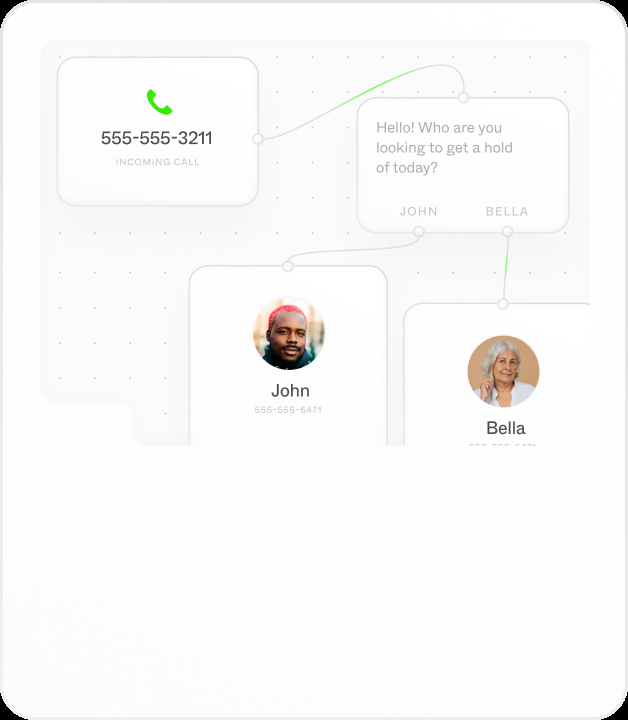 555-555-3211
INCOMING CALL
Hello! Who are you
looking to get a hold
of today?
JOHN
BELLA
John
555-555-6471
Bella